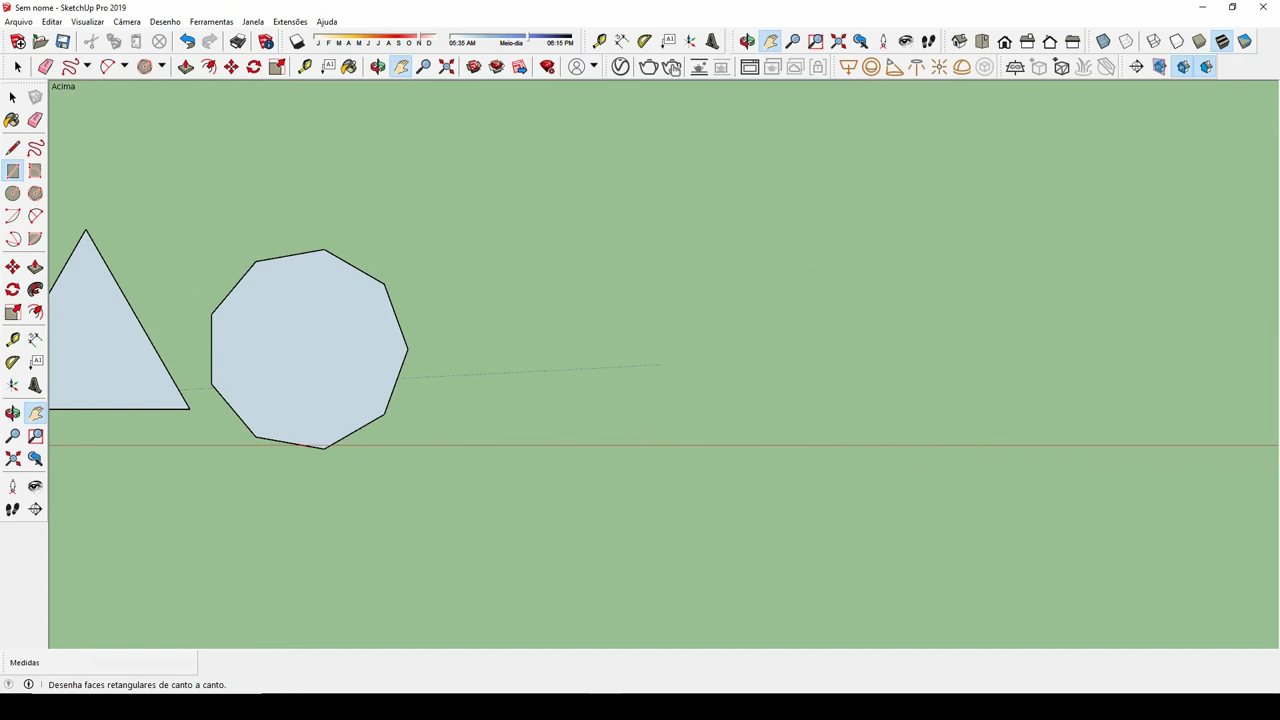 Sem nome - SketchUp Pro 2019
Arquivo Editar Visualizar Câmera Desenho Ferramentas Janela Extensões Ajuda
J F M A M J J A S O N D 05:35 AM Meio-dia 06:15 PM
Acima
Medidas
Desenha faces retangulares de canto a canto.